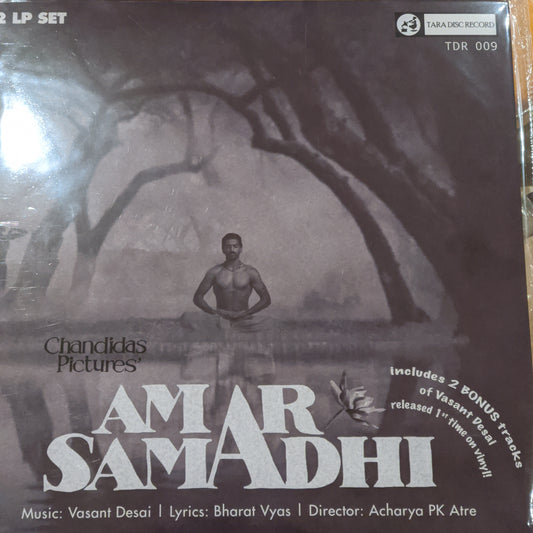 2 LP SET
TARA DISC RECORD
TDR 009
Chandidas
Pictures'
AMAR
SAMADHI
includes 2 BONUS tracks
of Vasant Desai
released 1st time on vinyl!!
Music: Vasant Desai | Lyrics: Bharat Vyas | Director: Acharya PK Atre